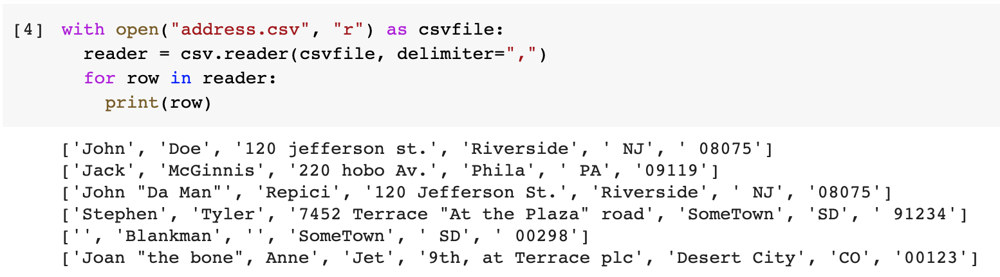 [4] with open("address.csv", "r") as csvfile:
reader = csv.reader(csvfile, delimiter=",")
for row in reader:
print(row)
['John', 'Doe', '120 jefferson st.', 'Riverside', ' NJ', ' 08075']
['Jack', 'McGinnis', '220 hobo Av.', 'Phila', ' PA', '09119']
['John "Da Man"', 'Repici', '120 Jefferson St.', 'Riverside', ' NJ', '08075']
['Stephen', 'Tyler', '7452 Terrace "At the Plaza" road', 'SomeTown', 'SD', ' 91234']
['', 'Blankman', '', 'SomeTown', ' SD', ' 00298']
['Joan "the bone", Anne', 'Jet', '9th, at Terrace plc', 'Desert City', 'CO', '00123']